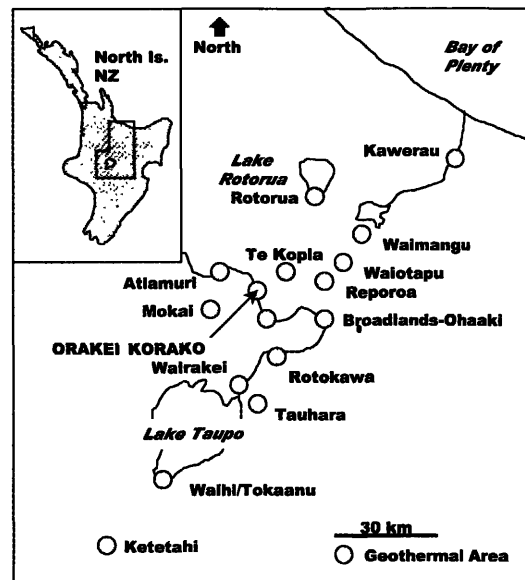 North Is.
NZ
North
Bay of
Plenty
Lake
Rotorua
Rotorua
Kawerau
Waimangu
Te Kopia
Waiotapu
Atiamuri
Reporoa
Mokai
Broadlands-Ohaaki
ORAKEI KORAKO
Wairakei
Rotokawa
Tauhara
Lake Taupo
Waihi/Tokaanu
Ketetahi
30 km
Geothermal Area